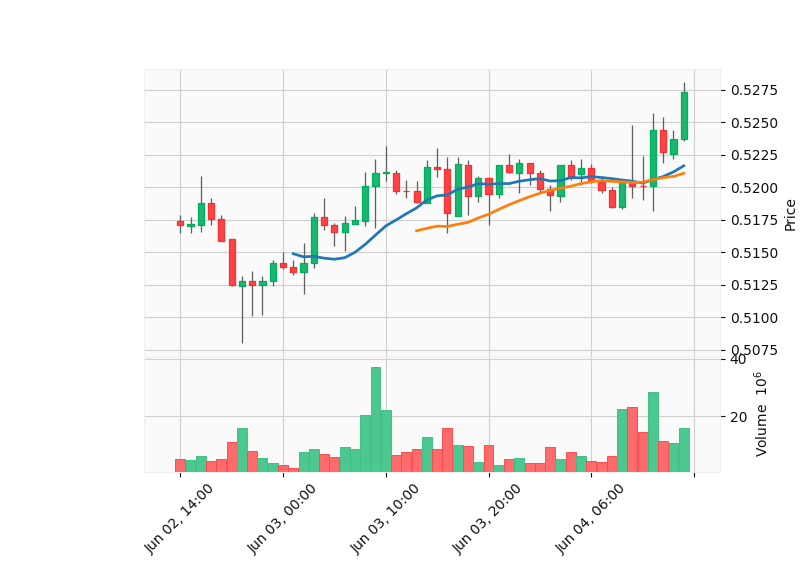 0.5275
0.5250
0.5225
0.5200
0.5175
0.5150
0.5125
0.5100
0.5075
Price
40
20
Volume 10^6
Jun 02, 14:00
Jun 03, 00:00
Jun 03, 10:00
Jun 03, 20:00
Jun 04, 06:00